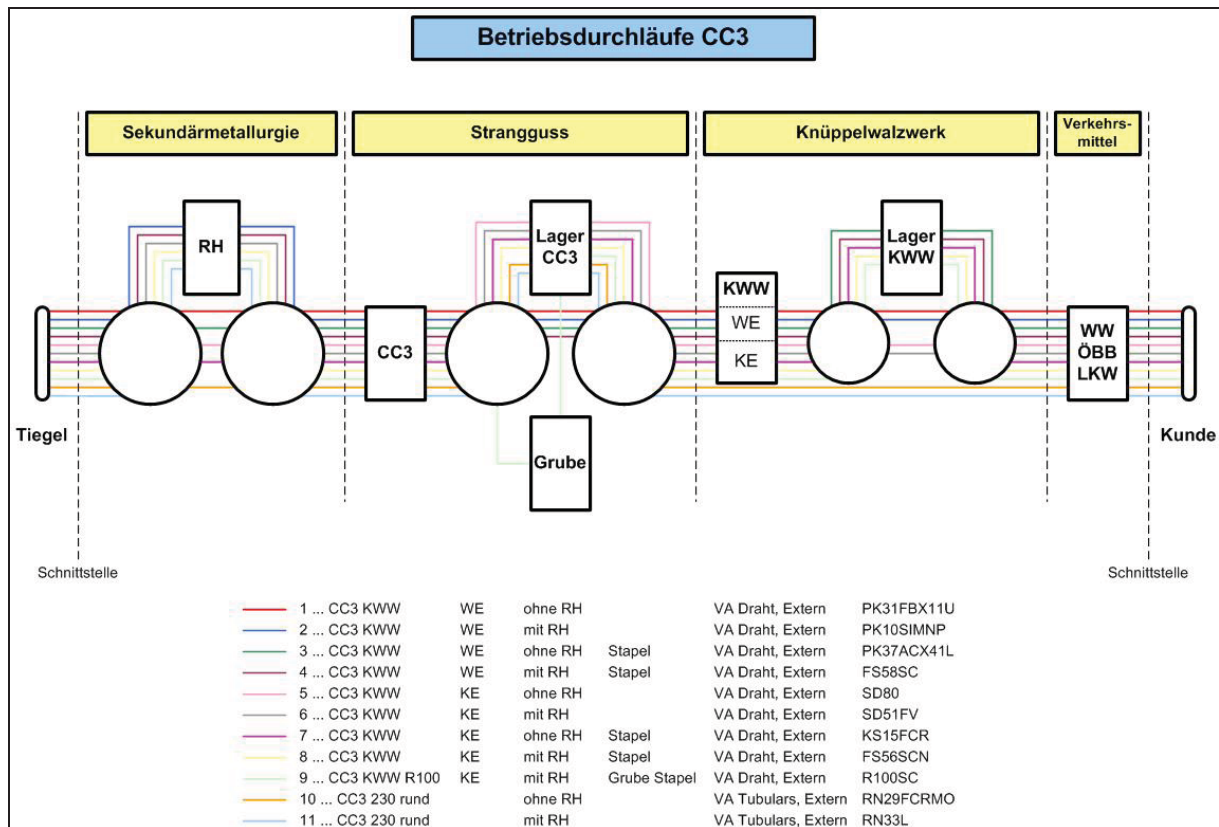 Betriebsdurchläufe CC3
Sekundärmetallurgie
Strangguss
Knüppelwalzwerk
Verkehrs-
mittel
RH
Lager
CC3
Lager
KWW
KWW
WE
KE
CC3
WW
ÖBB
LKW
Tiegel
Grube
Kunde
Schnittstelle
Schnittstelle
1 ... CC3 KWW WE ohne RH VA Draht, Extern PK31FBX11U
2 ... CC3 KWW WE mit RH VA Draht, Extern PK10SIMNP
3 ... CC3 KWW WE ohne RH Stapel VA Draht, Extern PK37ACX41L
4 ... CC3 KWW WE mit RH Stapel VA Draht, Extern FS58SC
5 ... CC3 KWW KE ohne RH VA Draht, Extern SD80
6 ... CC3 KWW KE mit RH VA Draht, Extern SD51FV
7 ... CC3 KWW KE ohne RH Stapel VA Draht, Extern KS15FCR
8 ... CC3 KWW KE mit RH Stapel VA Draht, Extern FS56SCN
9 ... CC3 KWW R100 KE mit RH Grube Stapel VA Draht, Extern R100SC
10 ... CC3 230 rund ohne RH VA Tubulars, Extern RN29FCRMO
11 ... CC3 230 rund mit RH VA Tubulars, Extern RN33L